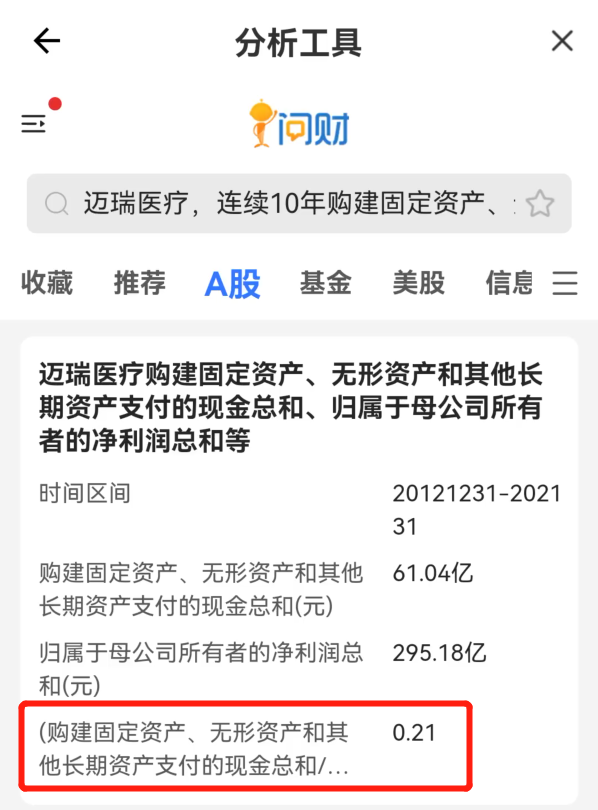 分析工具
问财
迈瑞医疗，连续10年购建固定资产、
收藏 推荐 A股 基金 美股 信息
迈瑞医疗购建固定资产、无形资产和其他长
期资产支付的现金总和、归属于母公司所有
者的净利润总和等
时间区间 20121231-2021
31
购建固定资产、无形资产和其他 61.04亿
长期资产支付的现金总和(元)
归属于母公司所有者的净利润总 295.18亿
和(元)
(购建固定资产、无形资产和其 0.21
他长期资产支付的现金总和/...